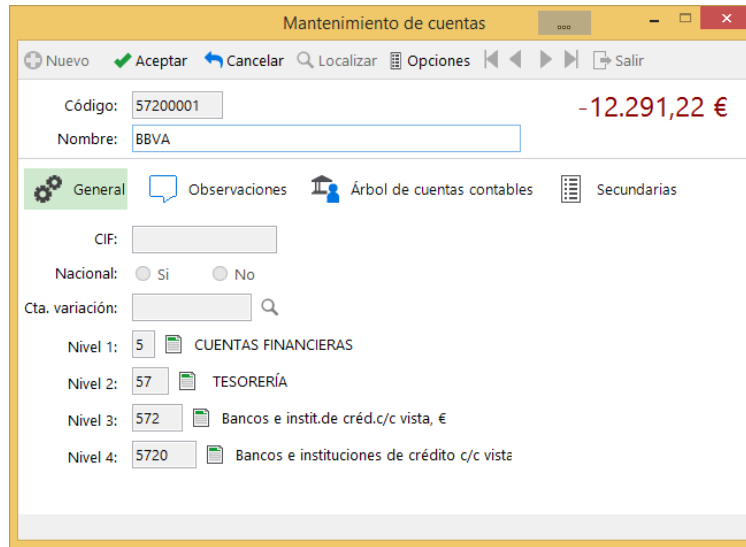 Mantenimiento de cuentas
Nuevo Aceptar Cancelar Localizar Opciones Salir
Código: 57200001 -12.291,22 €
Nombre: BBVA
General Observaciones Árbol de cuentas contables Secundarias
CIF:
Nacional: Si No
Cta. variación:
Nivel 1: 5 CUENTAS FINANCIERAS
Nivel 2: 57 TESORERÍA
Nivel 3: 572 Bancos e instit.de créd.c/c vista, €
Nivel 4: 5720 Bancos e instituciones de crédito c/c vista